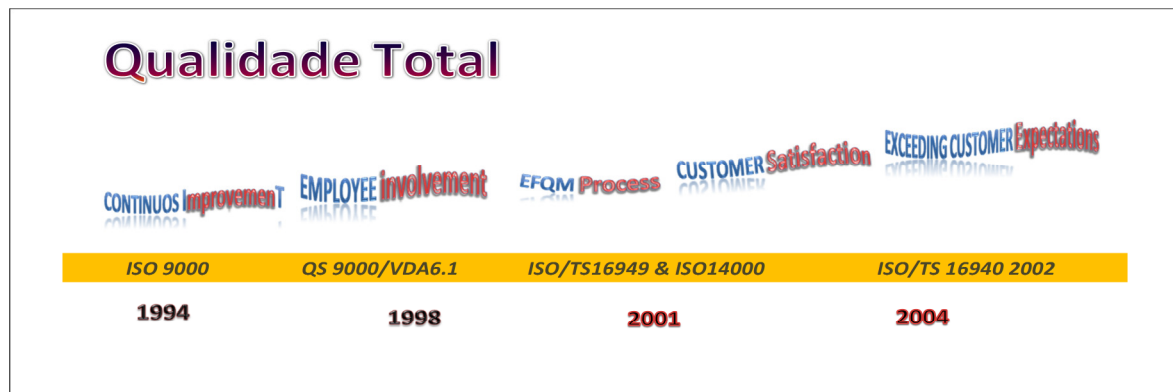 Qualidade Total
CONTINUOS ImprovemenT
EMPLOYEE involvement
EFQM Process
CUSTOMER Satisfaction
EXCEEDING CUSTOMER Expectations
ISO 9000
QS 9000/VDA6.1
ISO/TS16949 & ISO14000
ISO/TS 16940 2002
1994
1998
2001
2004